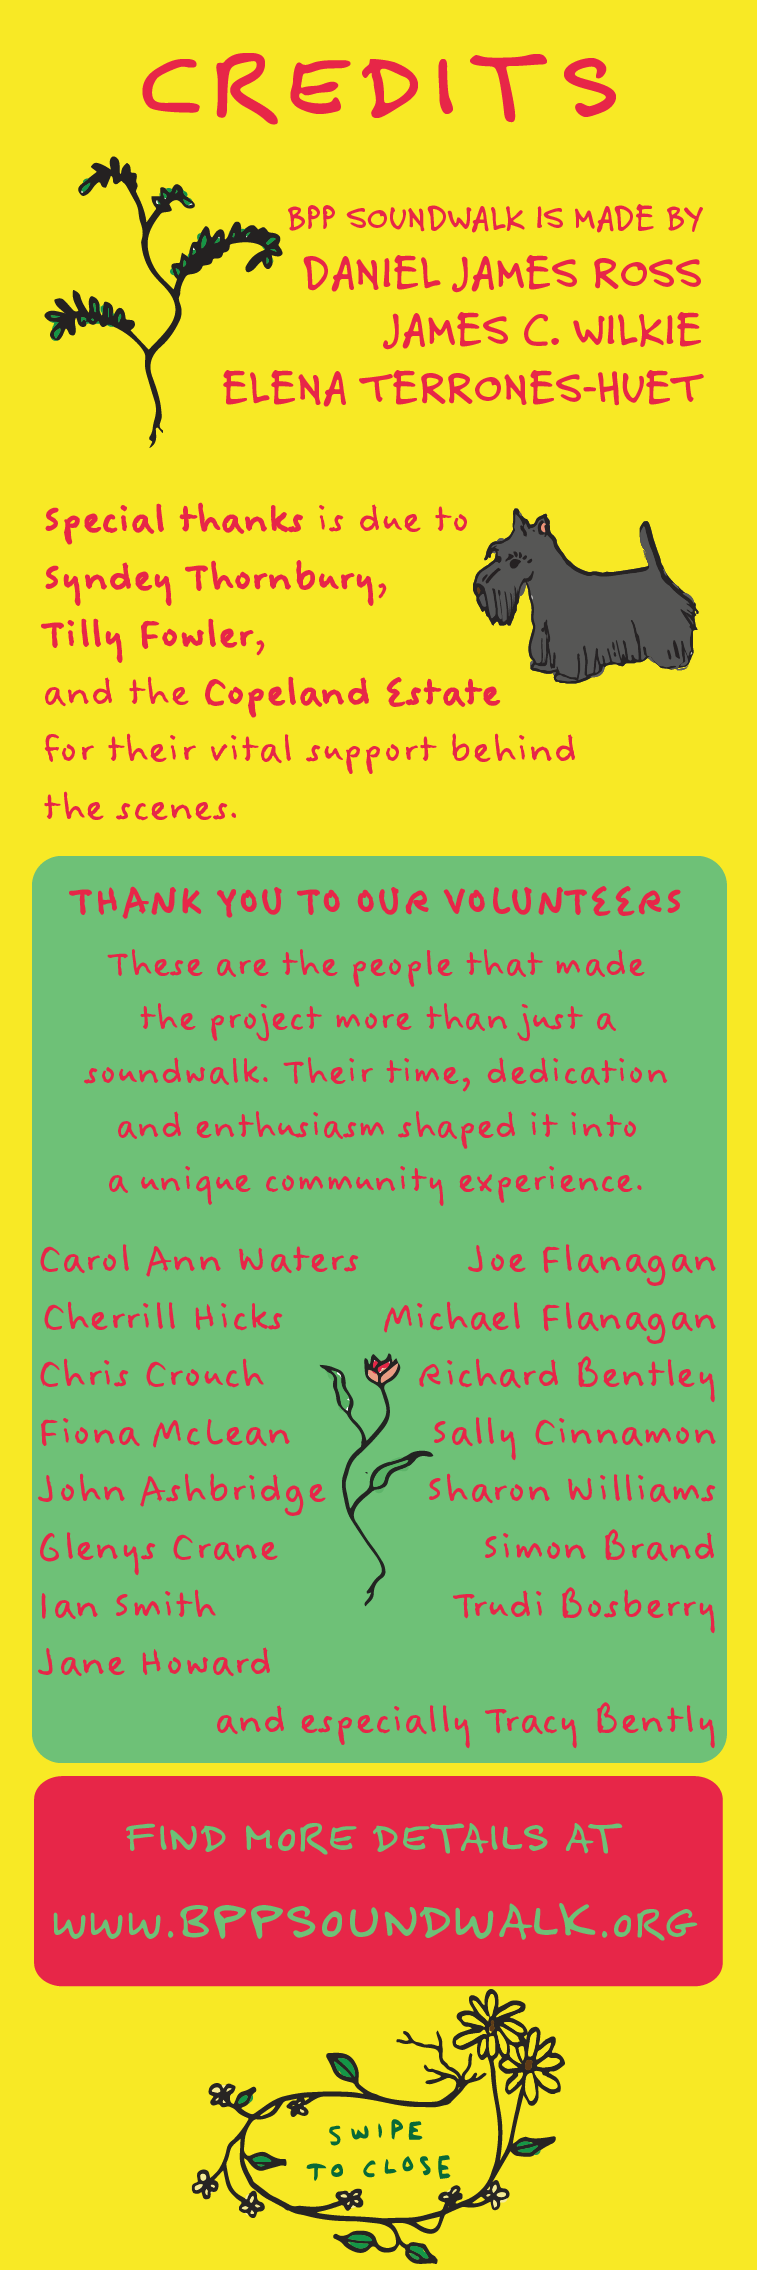 CREDITS
BPP SOUNDWALK IS MADE BY
DANIEL JAMES ROSS
JAMES C. WILKIE
ELENA TERRONES-HUET
Special thanks is due to
Syndey Thornbury,
Tilly Fowler,
and the Copeland Estate
for their vital support behind
the scenes.
THANK YOU TO OUR VOLUNTEERS
These are the people that made
the project more than just a
soundwalk. Their time, dedication
and enthusiasm shaped it into
a unique community experience.
Carol Ann Waters
Cherrill Hicks
Chris Crouch
Fiona McLean
John Ashbridge
Glenys Crane
Ian Smith
Jane Howard
Joe Flanagan
Michael Flanagan
Richard Bentley
Sally Cinnamon
Sharon Williams
Simon Brand
Trudi Bosberry
and especially Tracy Bently
FIND MORE DETAILS AT
www.BPPSOUNDWALK.ORG
SWIPE
TO CLOSE